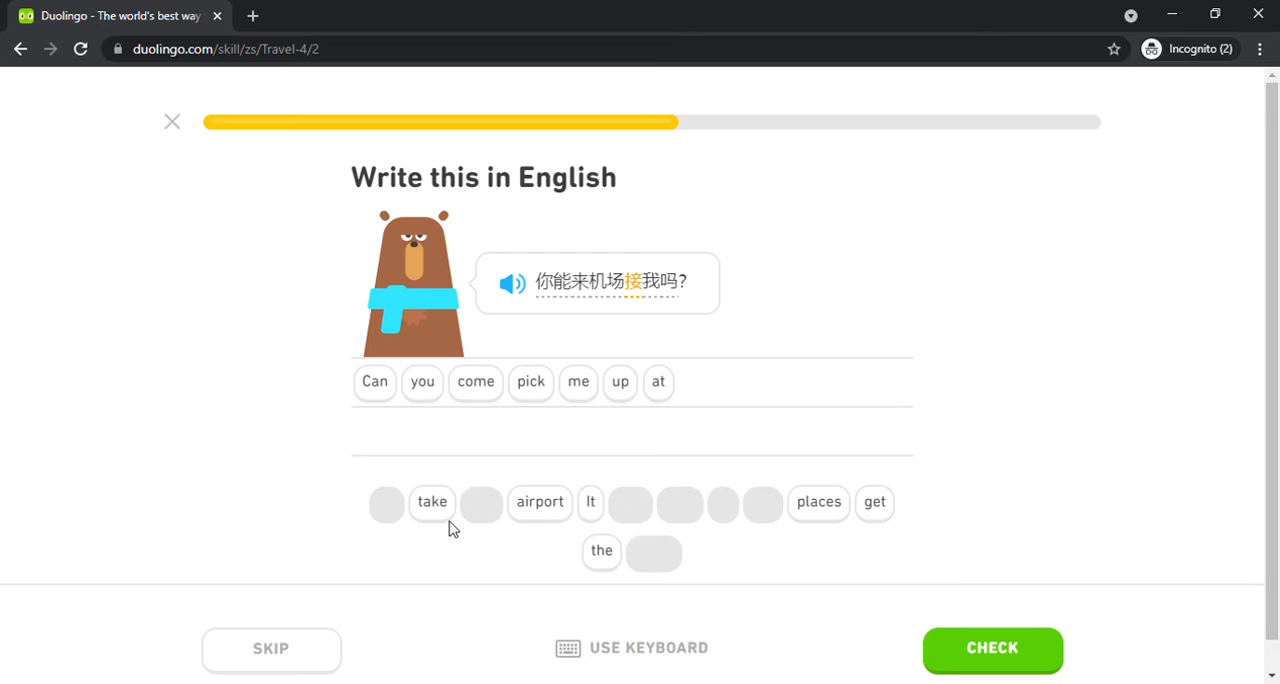 Duolingo - The world's best way
Incognito (2)
duolingo.com/skill/zs/Travel-4/2
Write this in English
你能来机场接我吗?
Can you come pick me up at
take airport It places get
the
SKIP USE KEYBOARD CHECK